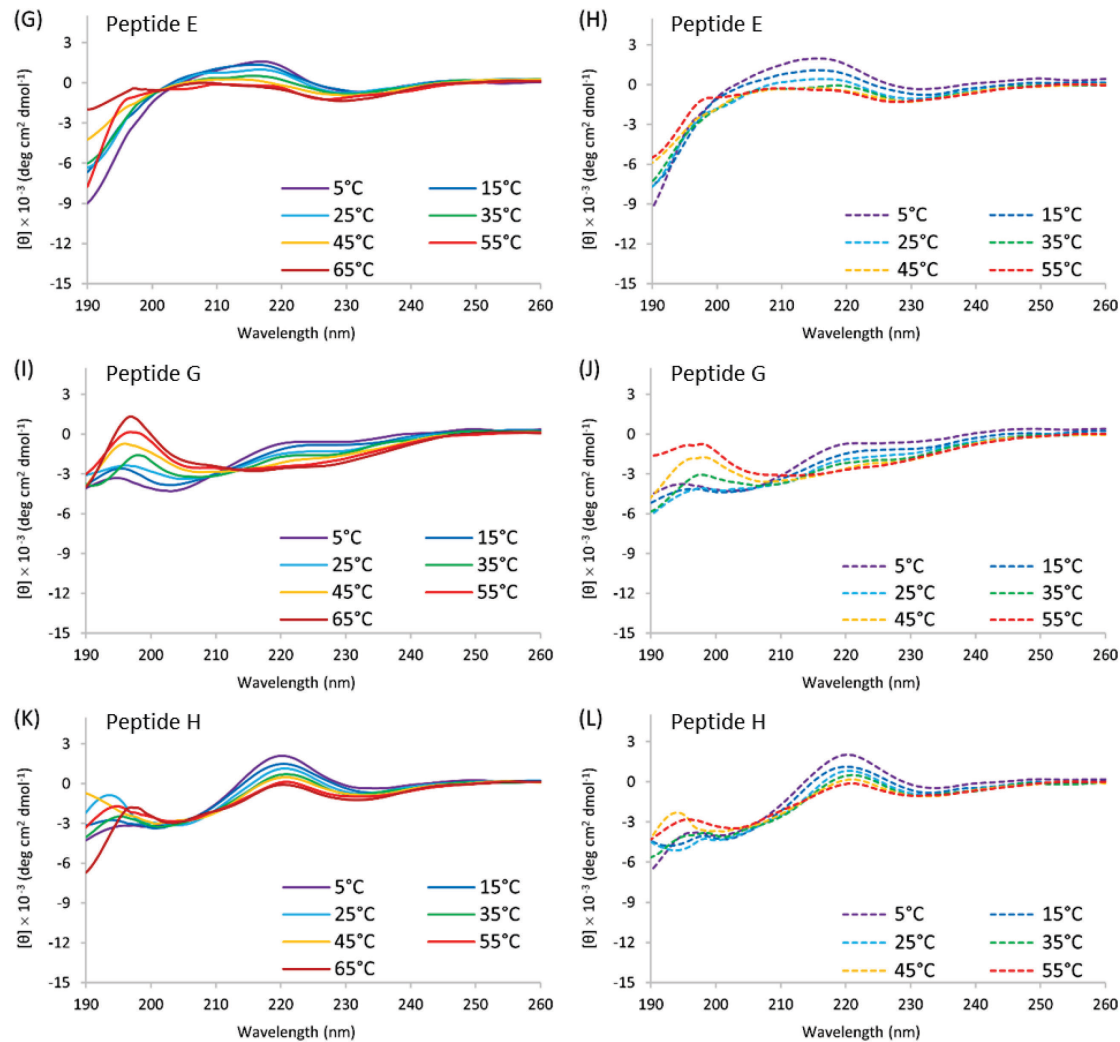 (G) Peptide E
[θ] × 10⁻³ (deg cm² dmol⁻¹)
3
0
-3
-6
-9
-12
-15
5°C 15°C
25°C 35°C
45°C 55°C
65°C
190 200 210 220 230 240 250 260
Wavelength (nm)
(H) Peptide E
[θ] × 10⁻³ (deg cm² dmol⁻¹)
3
0
-3
-6
-9
-12
-15
5°C 15°C
25°C 35°C
45°C 55°C
190 200 210 220 230 240 250 260
Wavelength (nm)
(I) Peptide G
[θ] × 10⁻³ (deg cm² dmol⁻¹)
3
0
-3
-6
-9
-12
-15
5°C 15°C
25°C 35°C
45°C 55°C
65°C
190 200 210 220 230 240 250 260
Wavelength (nm)
(J) Peptide G
[θ] × 10⁻³ (deg cm² dmol⁻¹)
3
0
-3
-6
-9
-12
-15
5°C 15°C
25°C 35°C
45°C 55°C
190 200 210 220 230 240 250 260
Wavelength (nm)
(K) Peptide H
[θ] × 10⁻³ (deg cm² dmol⁻¹)
3
0
-3
-6
-9
-12
-15
5°C 15°C
25°C 35°C
45°C 55°C
65°C
190 200 210 220 230 240 250 260
Wavelength (nm)
(L) Peptide H
[θ] × 10⁻³ (deg cm² dmol⁻¹)
3
0
-3
-6
-9
-12
-15
5°C 15°C
25°C 35°C
45°C 55°C
190 200 210 220 230 240 250 260
Wavelength (nm)